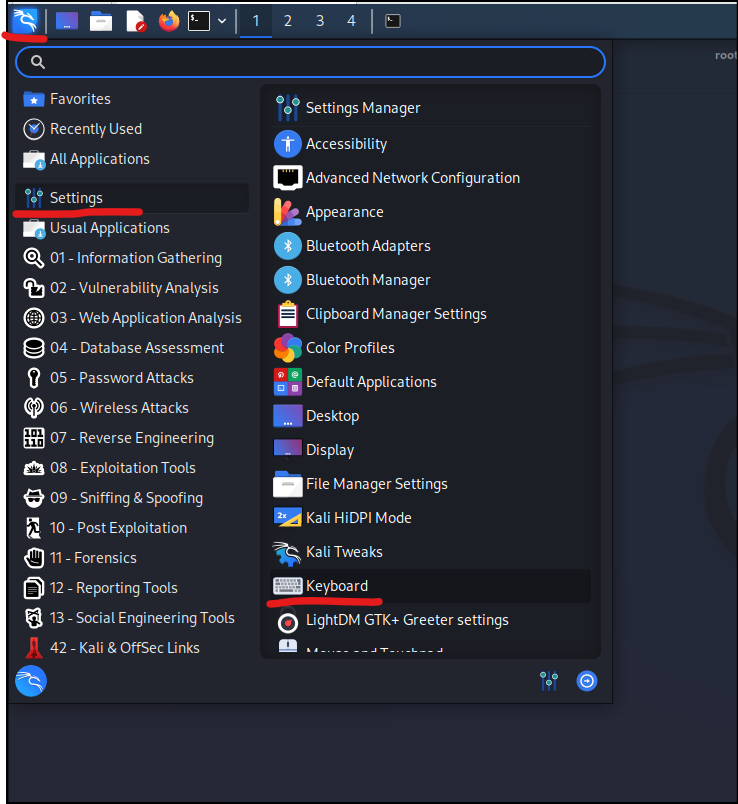 1 2 3 4
root
Favorites
Recently Used
All Applications
Settings
Usual Applications
01 - Information Gathering
02 - Vulnerability Analysis
03 - Web Application Analysis
04 - Database Assessment
05 - Password Attacks
06 - Wireless Attacks
07 - Reverse Engineering
08 - Exploitation Tools
09 - Sniffing & Spoofing
10 - Post Exploitation
11 - Forensics
12 - Reporting Tools
13 - Social Engineering Tools
42 - Kali & OffSec Links
Settings Manager
Accessibility
Advanced Network Configuration
Appearance
Bluetooth Adapters
Bluetooth Manager
Clipboard Manager Settings
Color Profiles
Default Applications
Desktop
Display
File Manager Settings
2x
Kali HiDPI Mode
Kali Tweaks
Keyboard
LightDM GTK+ Greeter settings
Mouse and Touchpad